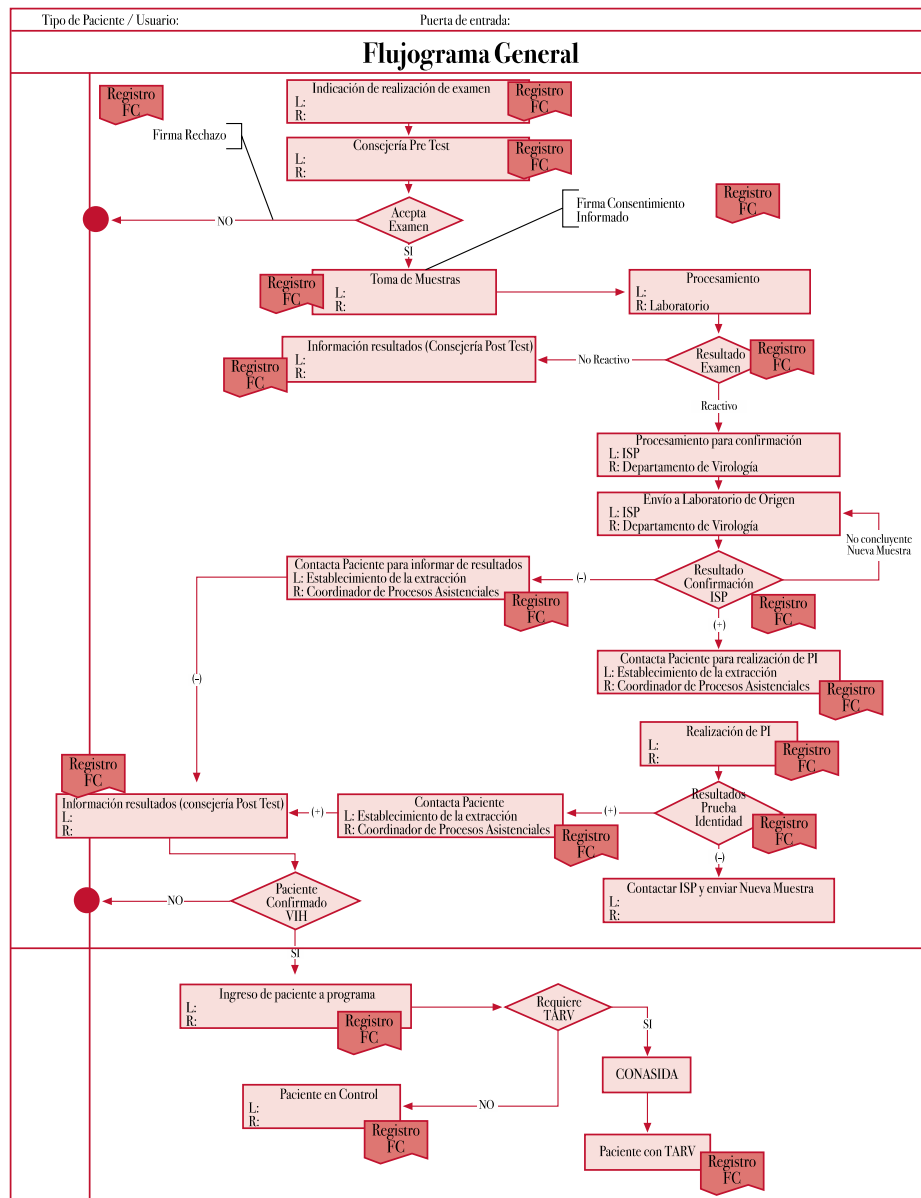 Tipo de Paciente / Usuario:
Puerta de entrada:
Flujograma General
Registro
FC
Indicación de realización de examen
L:
R:
Registro
FC
Firma Rechazo
Consejería Pre Test
L:
R:
Registro
FC
Acepta
Examen
NO
SI
Firma Consentimiento
Informado
Registro
FC
Toma de Muestras
L:
R:
Registro
FC
Procesamiento
L:
R: Laboratorio
Resultado
Examen
Registro
FC
No Reactivo
Información resultados (Consejería Post Test)
L:
R:
Registro
FC
Reactivo
Procesamiento para confirmación
L: ISP
R: Departamento de Virología
Envío a Laboratorio de Origen
L: ISP
R: Departamento de Virología
No concluyente
Nueva Muestra
Resultado
Confirmación
ISP
Registro
FC
(-)
Contacta Paciente para informar de resultados
L: Establecimiento de la extracción
R: Coordinador de Procesos Asistenciales
Registro
FC
(-)
(+)
Contacta Paciente para realización de PI
L: Establecimiento de la extracción
R: Coordinador de Procesos Asistenciales
Registro
FC
Realización de PI
L:
R:
Registro
FC
Resultados
Prueba
Identidad
Registro
FC
(+)
Contacta Paciente
L: Establecimiento de la extracción
R: Coordinador de Procesos Asistenciales
Registro
FC
(+)
Registro
FC
Información resultados (consejería Post Test)
L:
R:
(-)
Contactar ISP y enviar Nueva Muestra
L:
R:
Paciente
Confirmado
VIH
NO
SI
Ingreso de paciente a programa
L:
R:
Registro
FC
Requiere
TARV
SI
CONASIDA
NO
Paciente en Control
L:
R:
Registro
FC
Paciente con TARV
Registro
FC